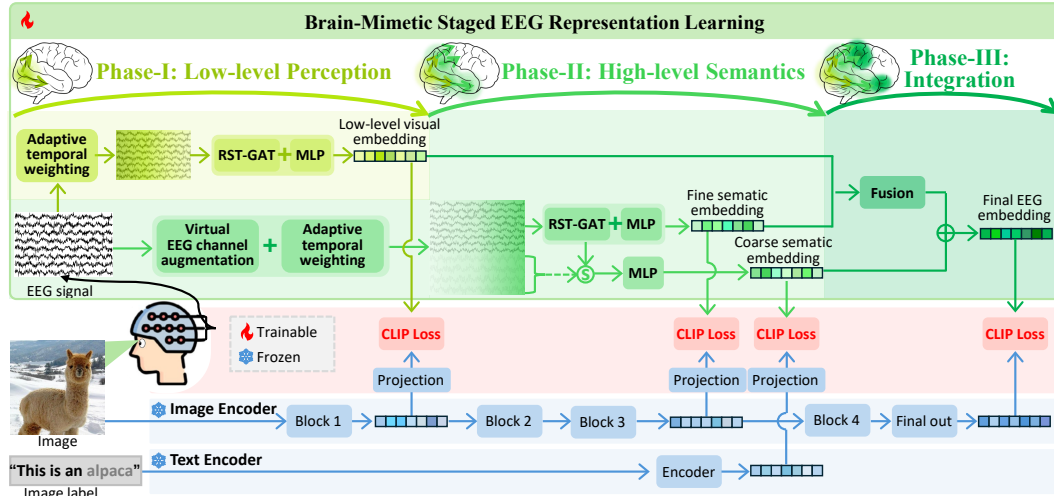 Brain-Mimetic Staged EEG Representation Learning
Phase-I: Low-level Perception
Phase-II: High-level Semantics
Phase-III:
Integration
Adaptive
temporal
weighting
RST-GAT
+
MLP
Low-level visual
embedding
EEG signal
Virtual
EEG channel
augmentation
+
Adaptive
temporal
weighting
RST-GAT
+
MLP
S
MLP
Fine sematic
embedding
Coarse sematic
embedding
Fusion
Final EEG
embedding
Trainable
Frozen
CLIP Loss
CLIP Loss
CLIP Loss
CLIP Loss
Projection
Projection
Projection
Image
Image Encoder
Block 1
Block 2
Block 3
Block 4
Final out
"This is an alpaca"
Image label
Text Encoder
Encoder